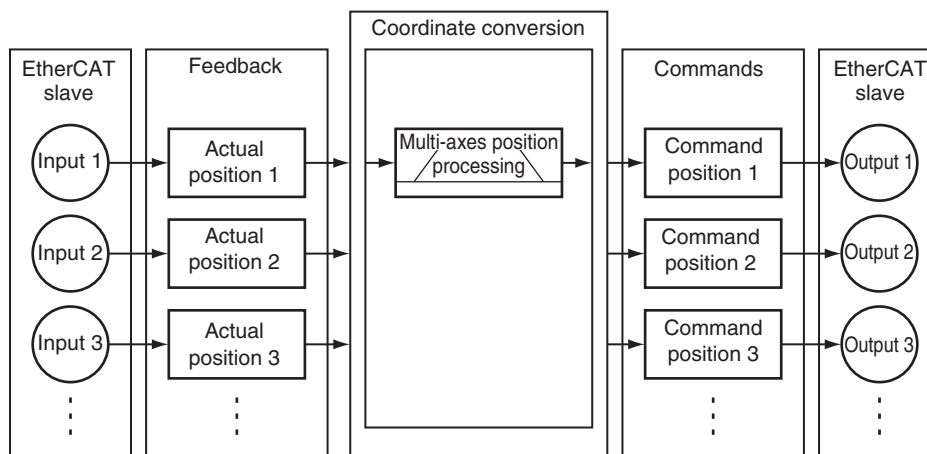 EtherCAT
slave
Input 1
Input 2
Input 3
Feedback
Actual
position 1
Actual
position 2
Actual
position 3
Coordinate conversion
Multi-axes position
processing
Commands
Command
position 1
Command
position 2
Command
position 3
EtherCAT
slave
Output 1
Output 2
Output 3